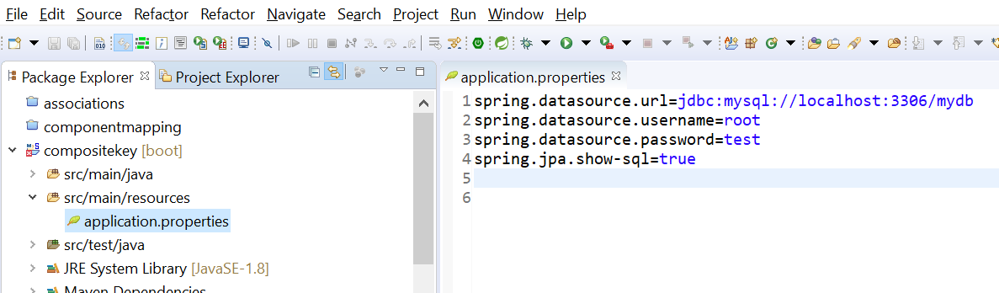 File Edit Source Refactor Refactor Navigate Search Project Run Window Help
Package Explorer Project Explorer
associations
componentmapping
compositekey [boot]
src/main/java
src/main/resources
application.properties
src/test/java
JRE System Library [JavaSE-1.8]
Maven Dependencies
application.properties
1 spring.datasource.url=jdbc:mysql://localhost:3306/mydb
2 spring.datasource.username=root
3 spring.datasource.password=test
4 spring.jpa.show-sql=true
5
6